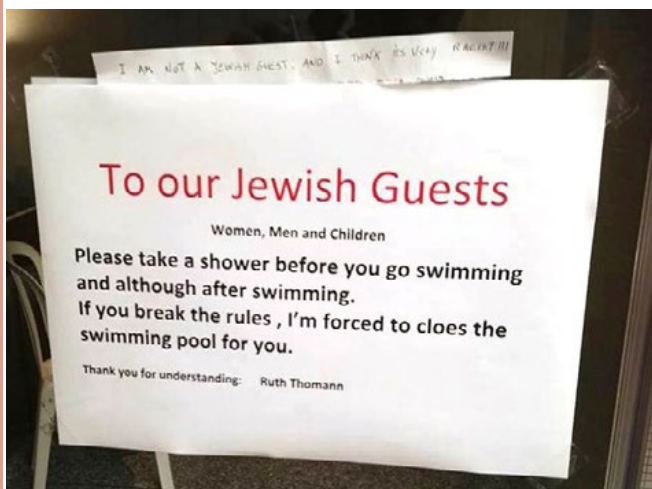 I AM NOT A JEWISH GUEST. AND I THINK its Very RACIST!!!
To our Jewish Guests
Women, Men and Children
Please take a shower before you go swimming
and although after swimming.
If you break the rules , I'm forced to cloes the
swimming pool for you.
Thank you for understanding: Ruth Thomann